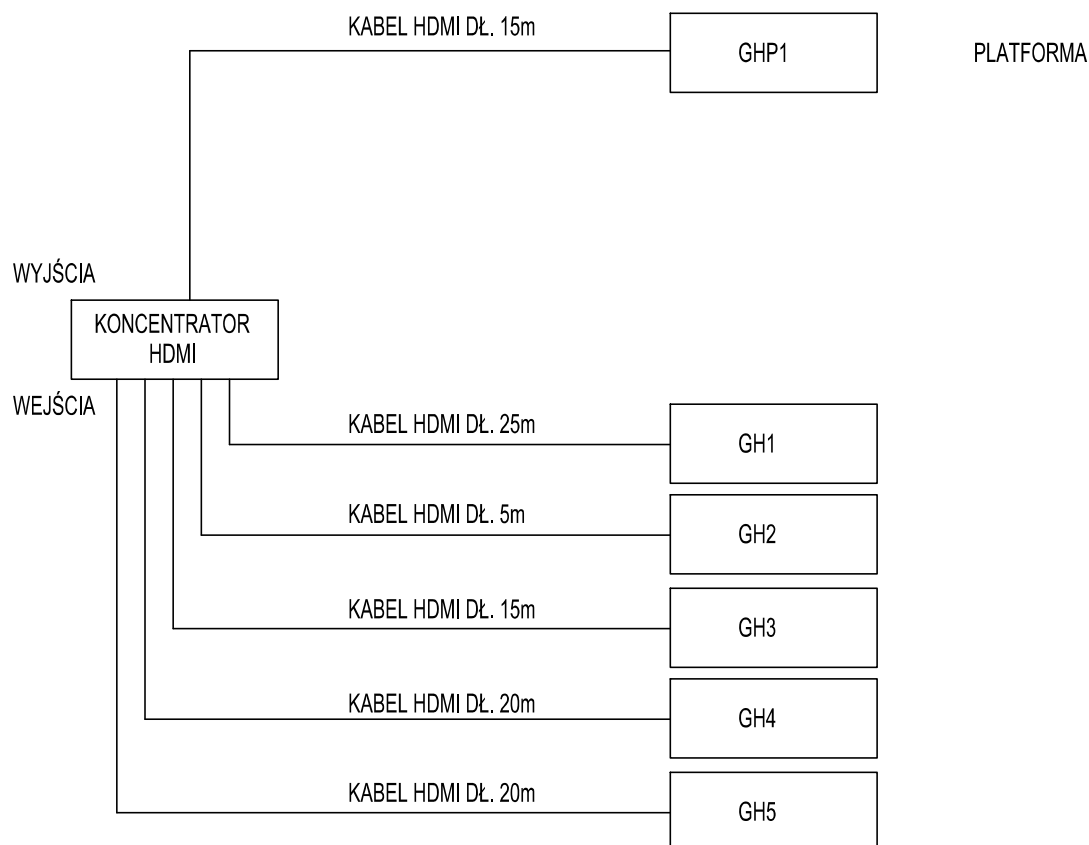 KABEL HDMI DŁ. 15m
GHP1
PLATFORMA
WYJŚCIA
KONCENTRATOR
HDMI
WEJŚCIA
KABEL HDMI DŁ. 25m
GH1
KABEL HDMI DŁ. 5m
GH2
KABEL HDMI DŁ. 15m
GH3
KABEL HDMI DŁ. 20m
GH4
KABEL HDMI DŁ. 20m
GH5